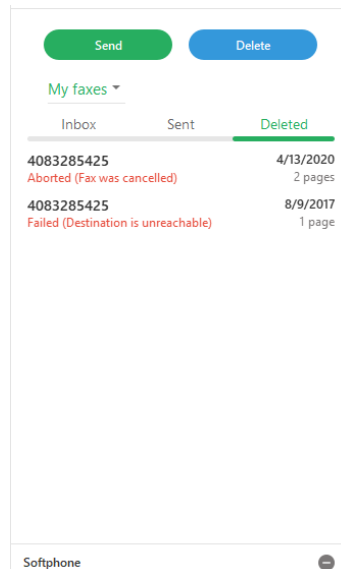 Send Delete
My faxes
Inbox Sent Deleted
4083285425 4/13/2020
Aborted (Fax was cancelled) 2 pages
4083285425 8/9/2017
Failed (Destination is unreachable) 1 page
Softphone